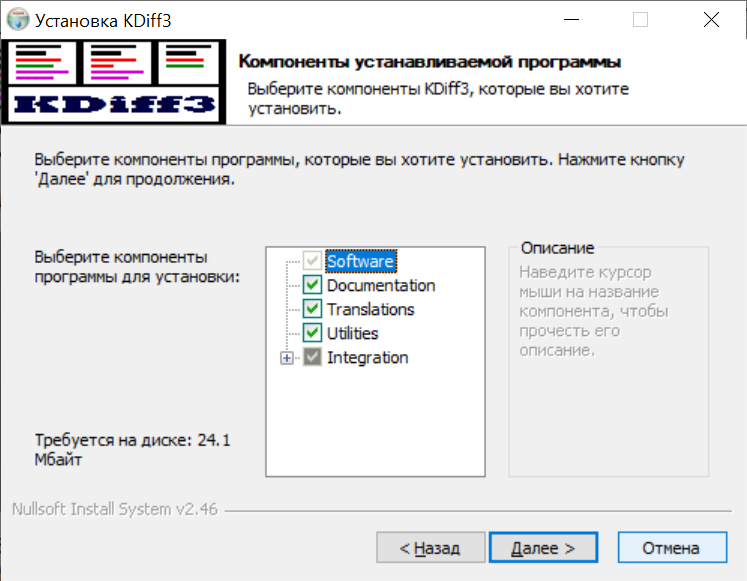 Установка KDiff3
KDiff3
Компоненты устанавливаемой программы
Выберите компоненты KDiff3, которые вы хотите
установить.
Выберите компоненты программы, которые вы хотите установить. Нажмите кнопку
'Далее' для продолжения.
Выберите компоненты
программы для установки:
Software
Documentation
Translations
Utilities
Integration
Описание
Наведите курсор
мыши на название
компонента, чтобы
прочесть его
описание.
Требуется на диске: 24.1
Мбайт
Nullsoft Install System v2.46
< Назад
Далее >
Отмена